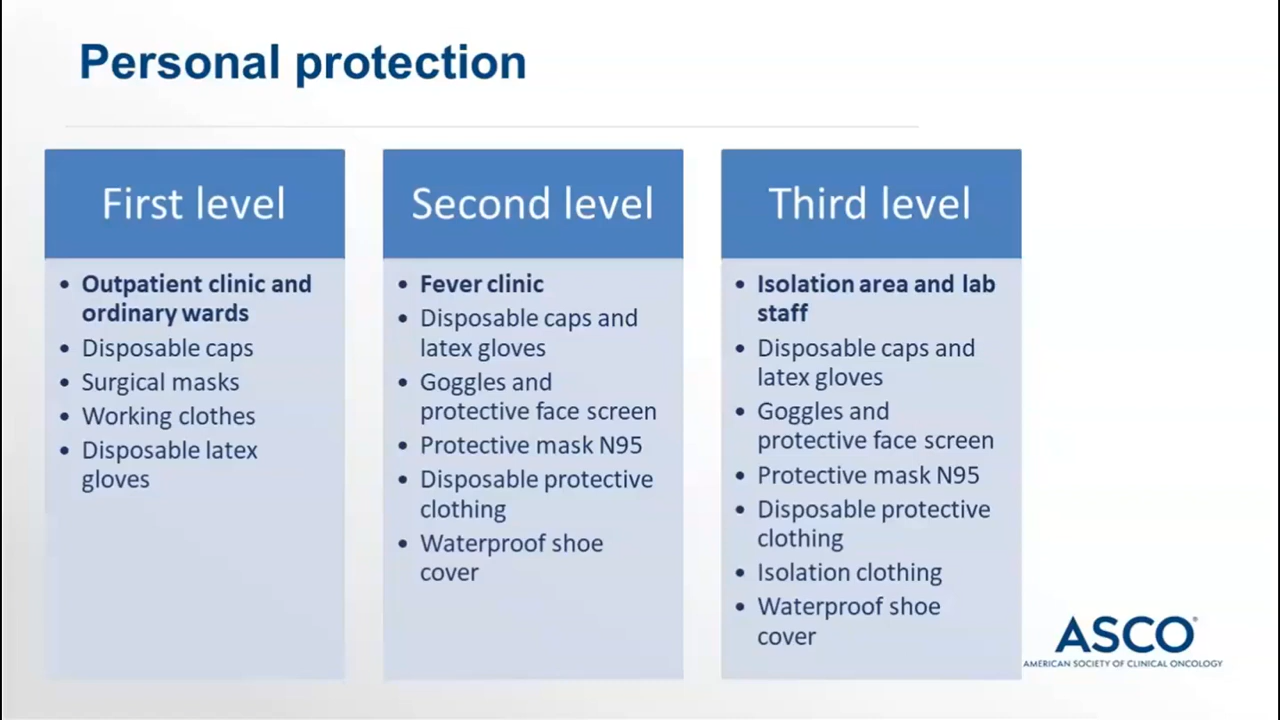 Personal protection
First level
• Outpatient clinic and
ordinary wards
• Disposable caps
• Surgical masks
• Working clothes
• Disposable latex
gloves
Second level
• Fever clinic
• Disposable caps and
latex gloves
• Goggles and
protective face screen
• Protective mask N95
• Disposable protective
clothing
• Waterproof shoe
cover
Third level
• Isolation area and lab
staff
• Disposable caps and
latex gloves
• Goggles and
protective face screen
• Protective mask N95
• Disposable protective
clothing
• Isolation clothing
• Waterproof shoe
cover
ASCO®
AMERICAN SOCIETY OF CLINICAL ONCOLOGY